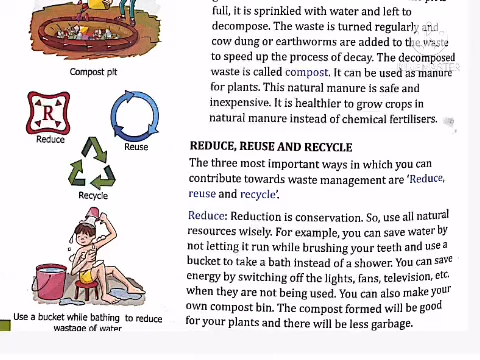 full, it is sprinkled with water and left to
decompose. The waste is turned regularly and
cow dung or earthworms are added to the waste
to speed up the process of decay. The decomposed
waste is called compost. It can be used as manure
for plants. This natural manure is safe and
inexpensive. It is healthier to grow crops in
natural manure instead of chemical fertilisers.
Compost pit
R
Reduce
Reuse
Recycle
REDUCE, REUSE AND RECYCLE
The three most important ways in which you can
contribute towards waste management are ‘Reduce,
reuse and recycle’.
Reduce: Reduction is conservation. So, use all natural
resources wisely. For example, you can save water by
not letting it run while brushing your teeth and use a
bucket to take a bath instead of a shower. You can save
energy by switching off the lights, fans, television, etc.
when they are not being used. You can also make your
own compost bin. The compost formed will be good
for your plants and there will be less garbage.
Use a bucket while bathing to reduce
wastage of water